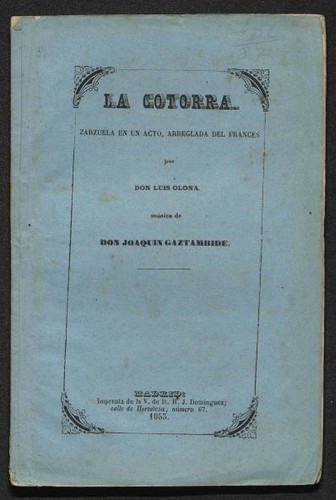 LA COTORRA.
ZARZUELA EN UN ACTO, ARREGLADA DEL FRANCES
por
DON LUIS OLONA.
música de
DON JOAQUIN GAZTAMBIDE.
MADRID:
Imprenta de la V. de D. R. J. Dominguez;
calle de Hortaleza, número 67.
1853.